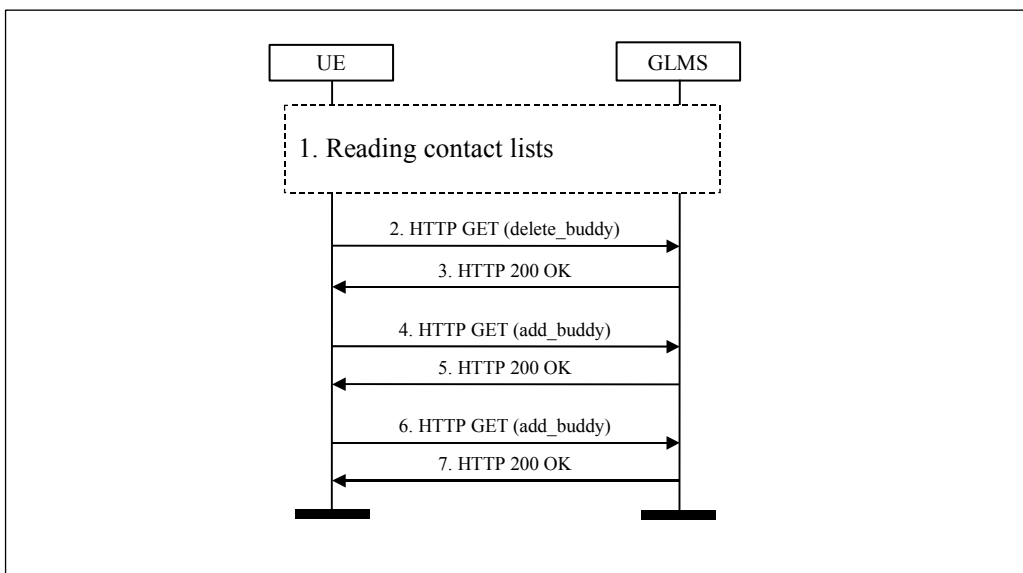 UE
GLMS
1. Reading contact lists
2. HTTP GET (delete_buddy)
3. HTTP 200 OK
4. HTTP GET (add_buddy)
5. HTTP 200 OK
6. HTTP GET (add_buddy)
7. HTTP 200 OK